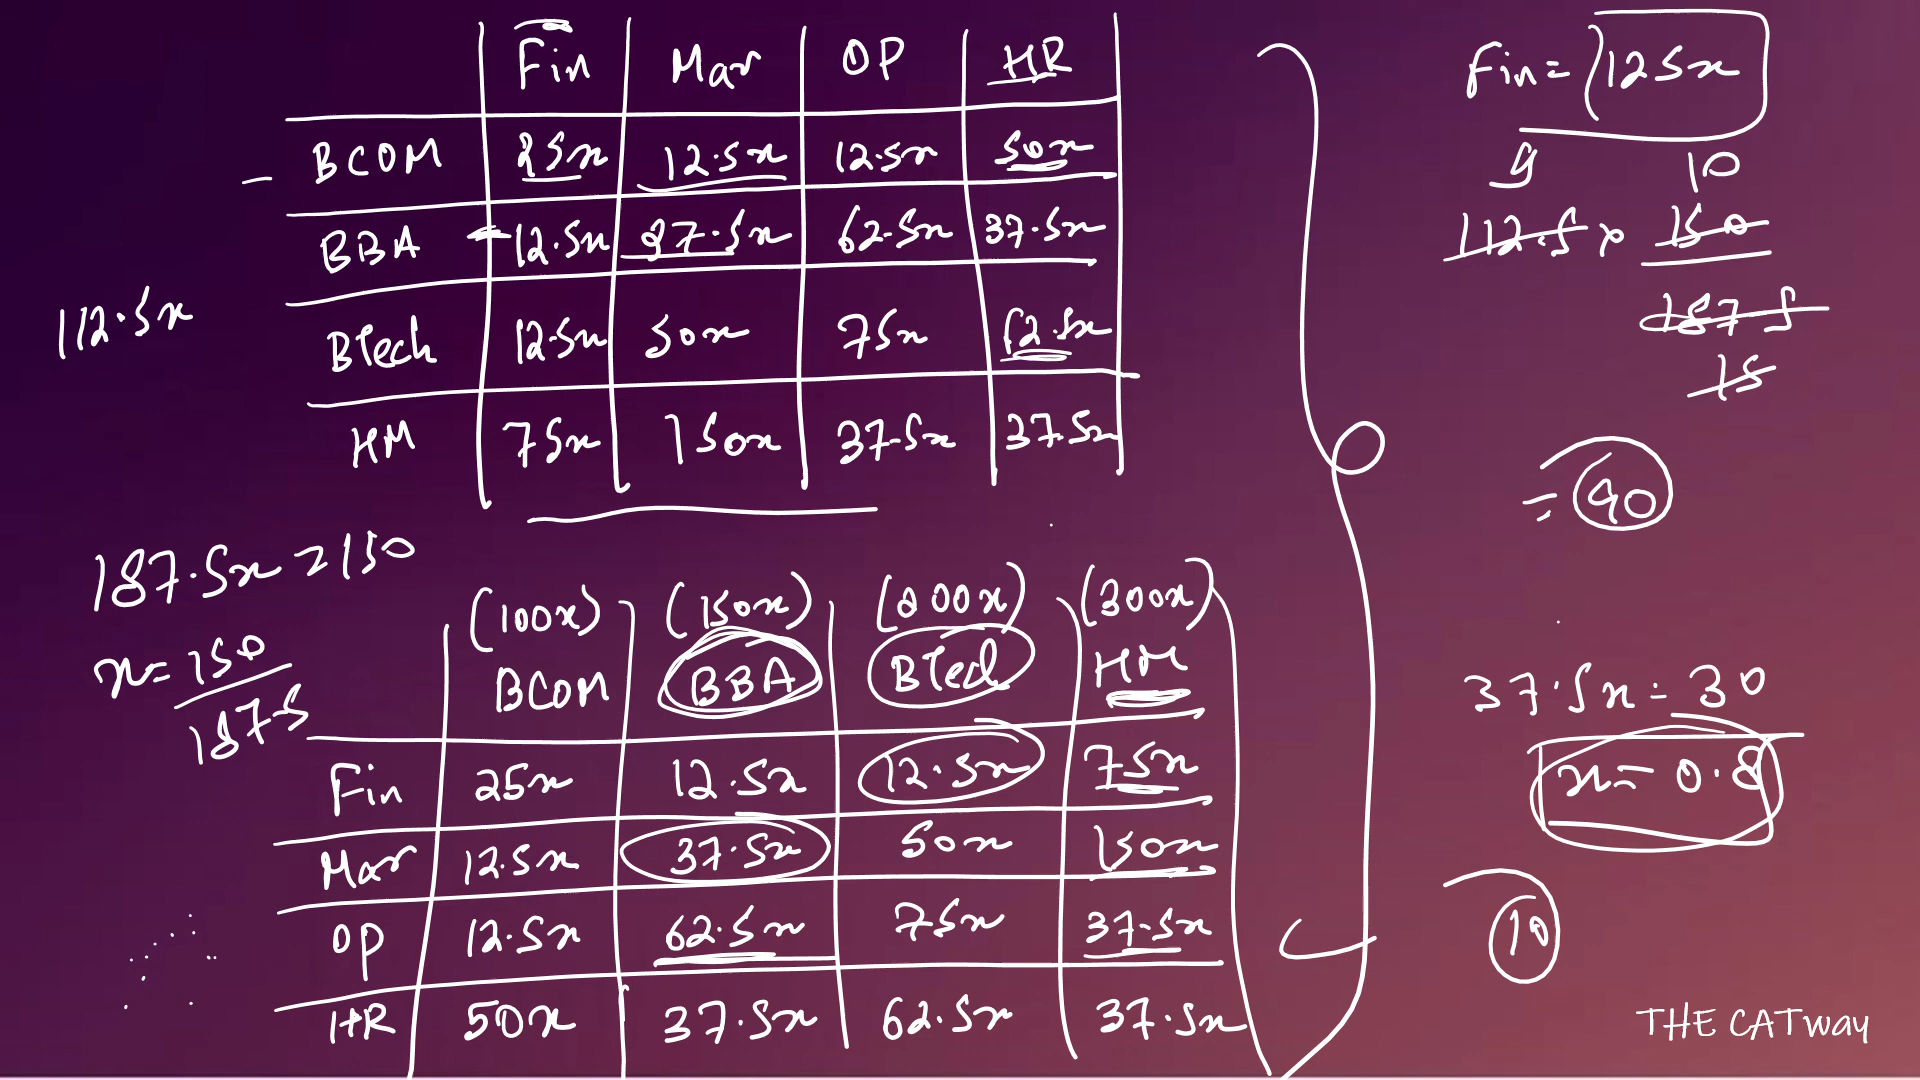 Fin Mar OP HR
BCOM 25x 12.5x 12.5x 50x
BBA 12.5x 37.5x 62.5x 37.5x
BTech 12.5x 50x 75x 62.5x
HM 75x 150x 37.5x 37.5x
112.5x
187.5x = 150
x = 150
187.5
(100x) (150x) (200x) (300x)
BCOM BBA BTech HM
Fin 25x 12.5x 12.5x 75x
Mar 12.5x 37.5x 50x 150x
OP 12.5x 62.5x 75x 37.5x
HR 50x 37.5x 62.5x 37.5x
Fin = 125x
9 10
112.5 x 150
187.5
15
= 90
37.5x = 30
x = 0.8
10
THE CATway